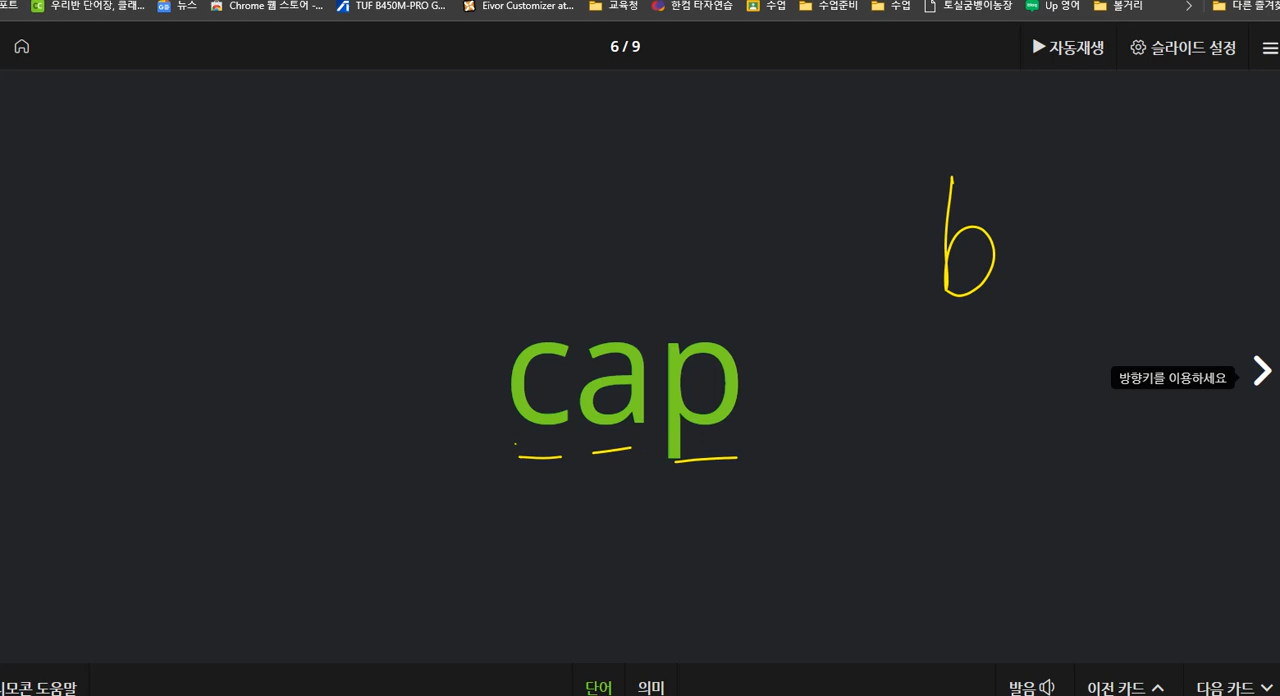 포트 우리반 단어장, 클래... 뉴스 Chrome 웹 스토어 -... TUF B450M-PRO G... Eivor Customizer at... 교육청 한컴 타자연습 수업 수업준비 수업 토실굼벵이농장 Up 영어 볼거리 다른 즐겨찾
6 / 9 자동재생 슬라이드 설정
b
cap
방향키를 이용하세요
리모콘 도움말 단어 의미 발음 이전 카드 다음 카드